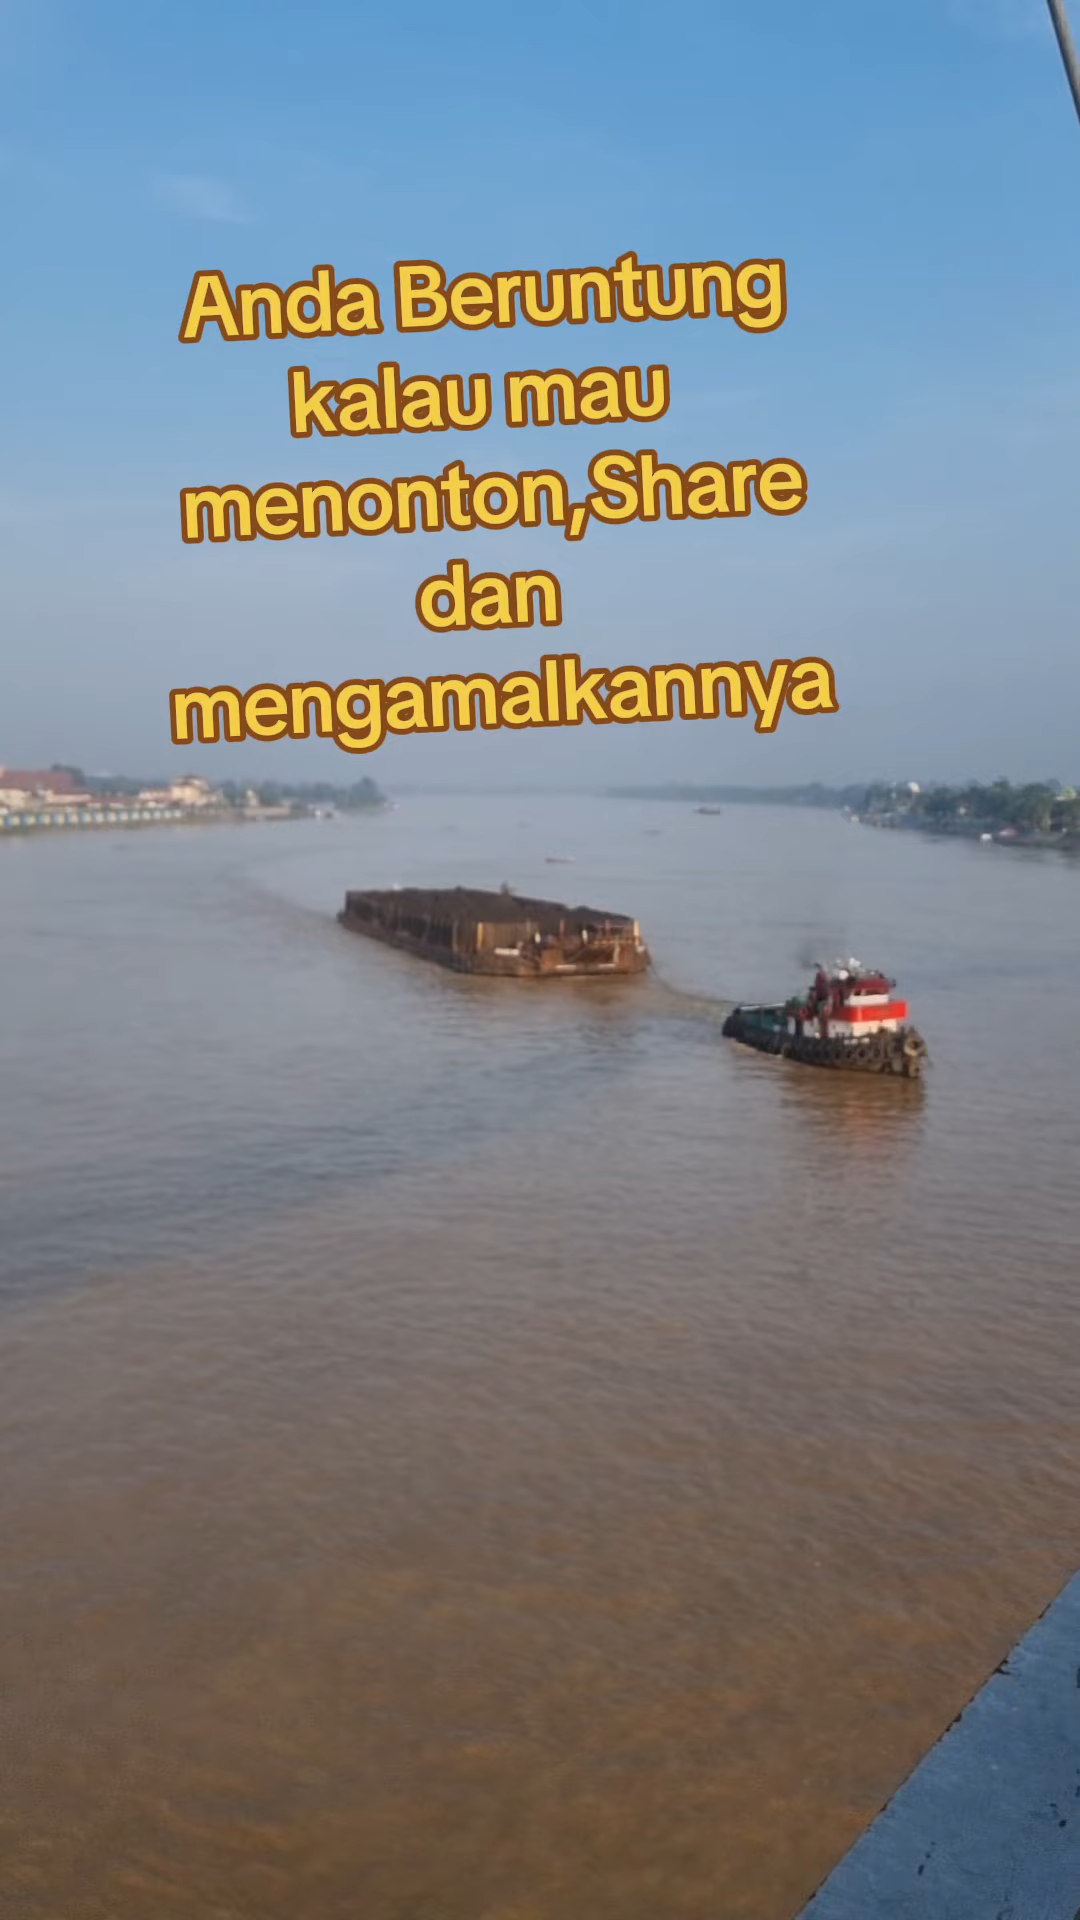 Anda Beruntung
kalau mau
menonton,Share
dan
mengamalkannya